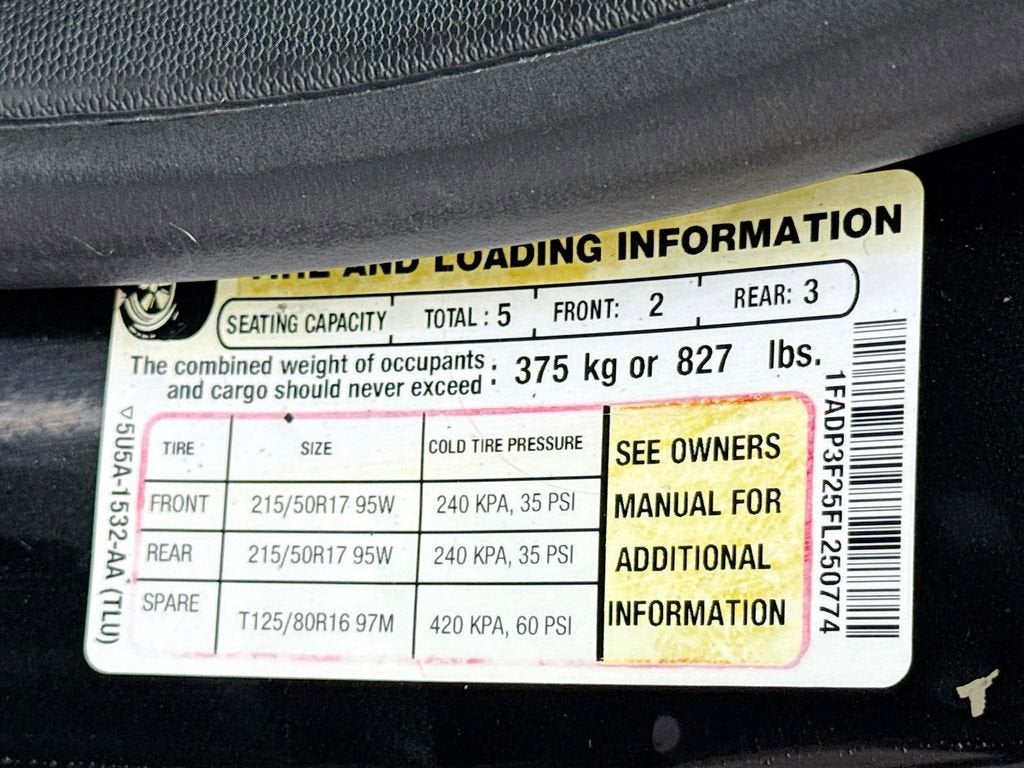 TIRE AND LOADING INFORMATION
SEATING CAPACITY TOTAL : 5 FRONT: 2 REAR: 3
The combined weight of occupants
and cargo should never exceed : 375 kg or 827 lbs.
TIRE SIZE COLD TIRE PRESSURE
FRONT 215/50R17 95W 240 KPA, 35 PSI
REAR 215/50R17 95W 240 KPA, 35 PSI
SPARE T125/80R16 97M 420 KPA, 60 PSI
SEE OWNERS
MANUAL FOR
ADDITIONAL
INFORMATION
▽5U5A-1532-AA (TLU)
1FADP3F25FL250774